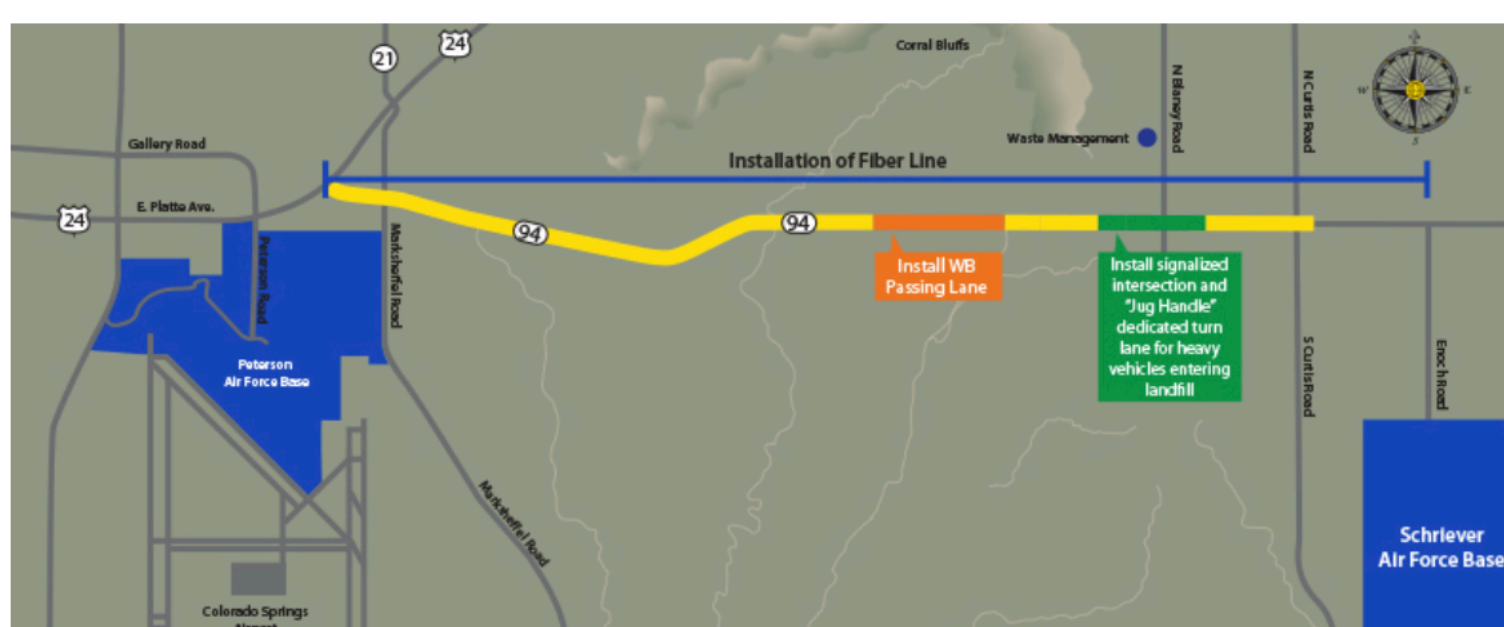 24
21
Corral Bluffs
N Blaney Road
N Curtis Road
W
E
S
Gallery Road
Waste Management
Installation of Fiber Line
24
E. Platte Ave.
94
94
Peterson Road
Marksheffel Road
Install WB
Passing Lane
Install signalized
intersection and
"Jug Handle"
dedicated turn
lane for heavy
vehicles entering
landfill
S Curtis Road
Enoch Road
Peterson
Air Force Base
Marksheffel Road
Schriever
Air Force Base
Colorado Springs